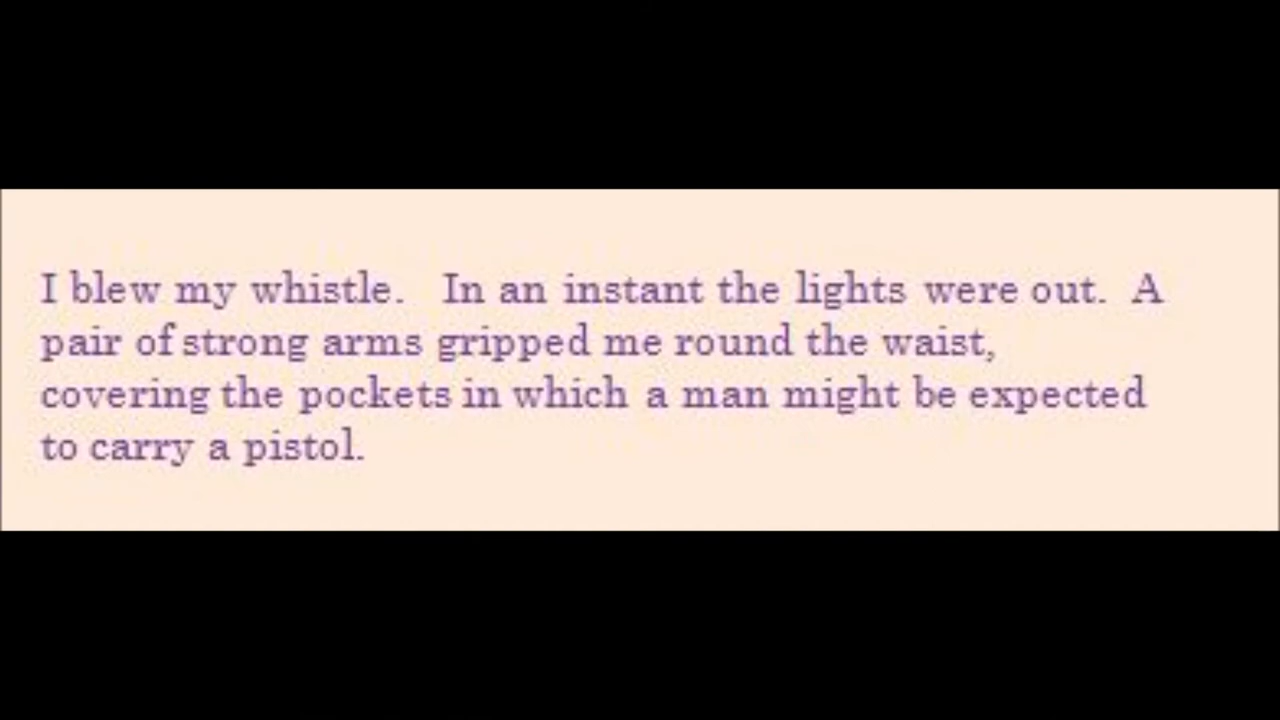 I blew my whistle. In an instant the lights were out. A
pair of strong arms gripped me round the waist,
covering the pockets in which a man might be expected
to carry a pistol.